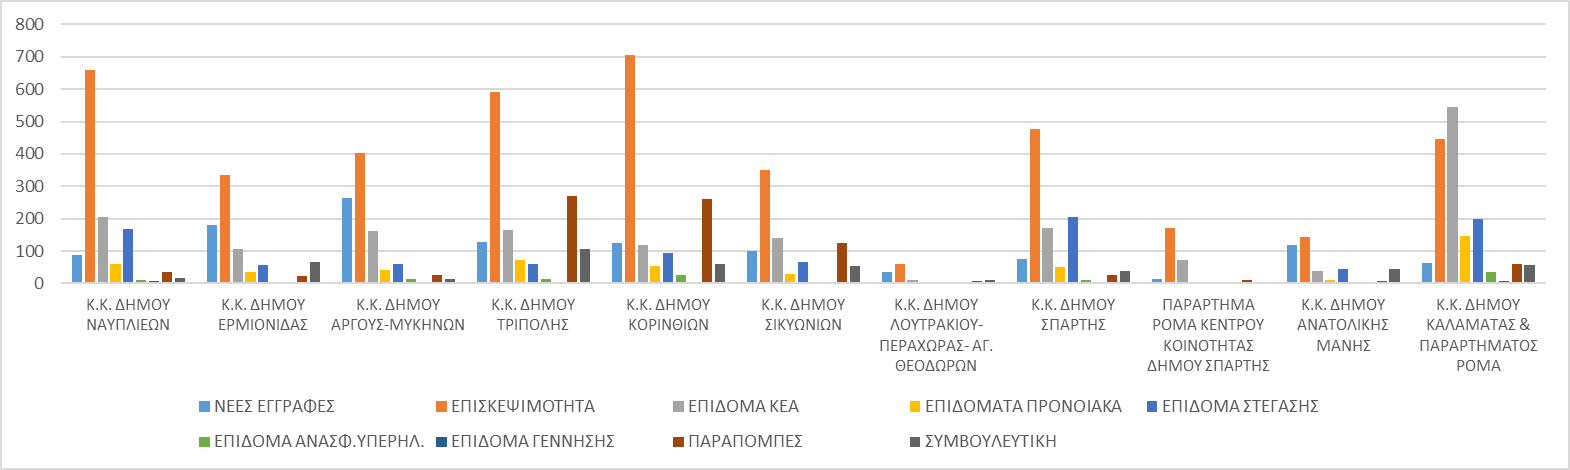 800
700
600
500
400
300
200
100
0
Κ.Κ. ΔΗΜΟΥ
ΝΑΥΠΛΙΕΩΝ
Κ.Κ. ΔΗΜΟΥ
ΕΡΜΙΟΝΙΔΑΣ
Κ.Κ. ΔΗΜΟΥ
ΑΡΓΟΥΣ-ΜΥΚΗΝΩΝ
Κ.Κ. ΔΗΜΟΥ
ΤΡΙΠΟΛΗΣ
Κ.Κ. ΔΗΜΟΥ
ΚΟΡΙΝΘΙΩΝ
Κ.Κ. ΔΗΜΟΥ
ΣΙΚΥΩΝΙΩΝ
Κ.Κ. ΔΗΜΟΥ
ΛΟΥΤΡΑΚΙΟΥ-
ΠΕΡΑΧΩΡΑΣ- ΑΓ.
ΘΕΟΔΩΡΩΝ
Κ.Κ. ΔΗΜΟΥ
ΣΠΑΡΤΗΣ
ΠΑΡΑΡΤΗΜΑ
ΡΟΜΑ ΚΕΝΤΡΟΥ
ΚΟΙΝΟΤΗΤΑΣ
ΔΗΜΟΥ ΣΠΑΡΤΗΣ
Κ.Κ. ΔΗΜΟΥ
ΑΝΑΤΟΛΙΚΗΣ
ΜΑΝΗΣ
Κ.Κ. ΔΗΜΟΥ
ΚΑΛΑΜΑΤΑΣ &
ΠΑΡΑΡΤΗΜΑΤΟΣ
ΡΟΜΑ
ΝΕΕΣ ΕΓΓΡΑΦΕΣ
ΕΠΙΣΚΕΨΙΜΟΤΗΤΑ
ΕΠΙΔΟΜΑ ΚΕΑ
ΕΠΙΔΟΜΑΤΑ ΠΡΟΝΟΙΑΚΑ
ΕΠΙΔΟΜΑ ΣΤΕΓΑΣΗΣ
ΕΠΙΔΟΜΑ ΑΝΑΣΦ.ΥΠΕΡΗΛ.
ΕΠΙΔΟΜΑ ΓΕΝΝΗΣΗΣ
ΠΑΡΑΠΟΜΠΕΣ
ΣΥΜΒΟΥΛΕΥΤΙΚΗ